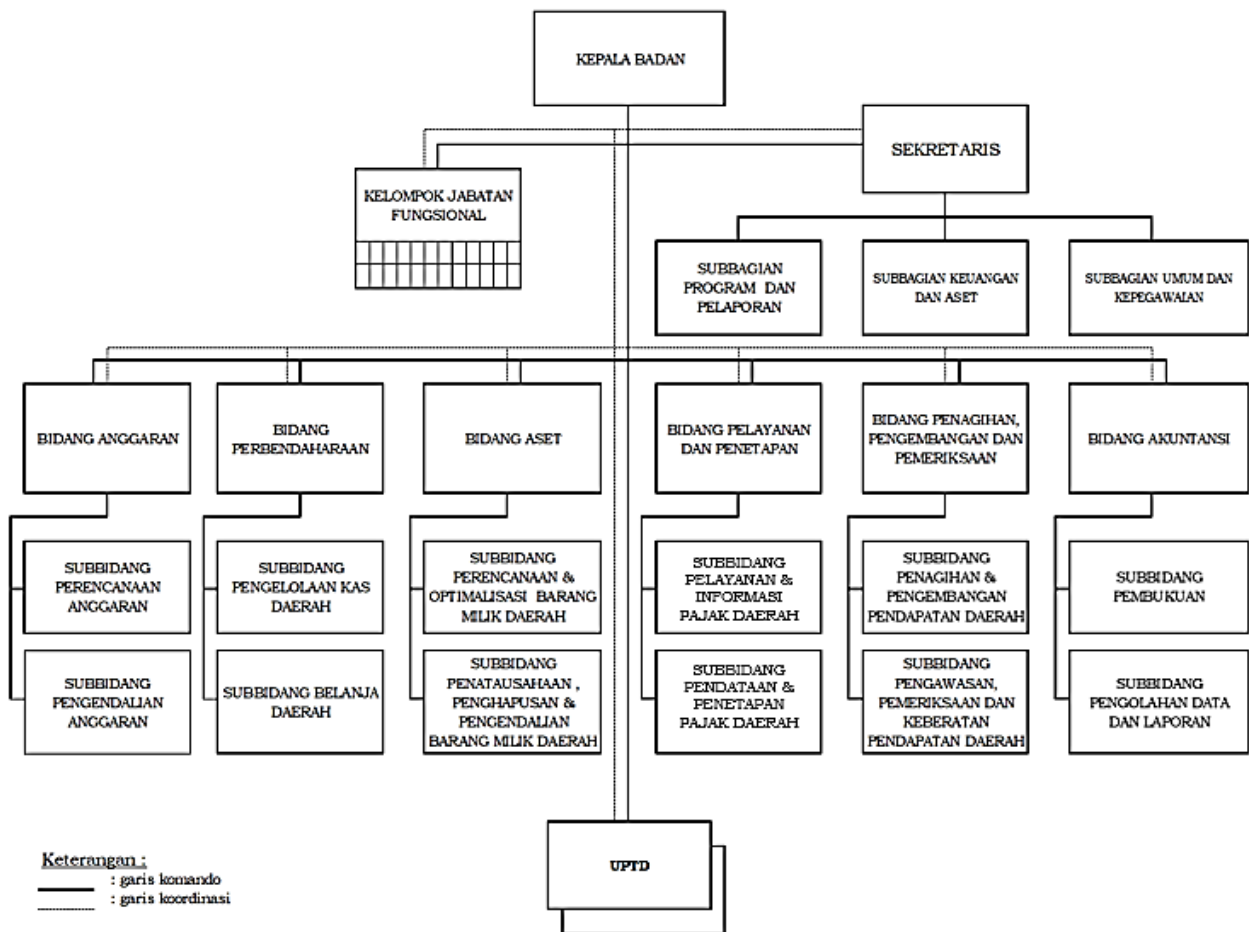 KEPALA BADAN
SEKRETARIS
KELOMPOK JABATAN
FUNGSIONAL
SUBBAGIAN
PROGRAM DAN
PELAPORAN
SUBBAGIAN KEUANGAN
DAN ASET
SUBBAGIAN UMUM DAN
KEPEGAWAIAN
BIDANG ANGGARAN
BIDANG
PERBENDAHARAAN
BIDANG ASET
BIDANG PELAYANAN
DAN PENETAPAN
BIDANG PENAGIHAN,
PENGEMBANGAN DAN
PEMERIKSAAN
BIDANG AKUNTANSI
SUBBIDANG
PERENCANAAN
ANGGARAN
SUBBIDANG
PENGELOLAAN KAS
DAERAH
SUBBIDANG
PERENCANAAN &
OPTIMALISASI BARANG
MILIK DAERAH
SUBBIDANG
PELAYANAN &
INFORMASI
PAJAK DAERAH
SUBBIDANG
PENAGIHAN &
PENGEMBANGAN
PENDAPATAN DAERAH
SUBBIDANG
PEMBUKUAN
SUBBIDANG
PENGENDALIAN
ANGGARAN
SUBBIDANG BELANJA
DAERAH
SUBBIDANG
PENATAUSAHAAN ,
PENGHAPUSAN &
PENGENDALIAN
BARANG MILIK DAERAH
SUBBIDANG
PENDATAAN &
PENETAPAN
PAJAK DAERAH
SUBBIDANG
PENGAWASAN,
PEMERIKSAAN DAN
KEBERATAN
PENDAPATAN DAERAH
SUBBIDANG
PENGOLAHAN DATA
DAN LAPORAN
UPTD
Keterangan :
: garis komando
: garis koordinasi